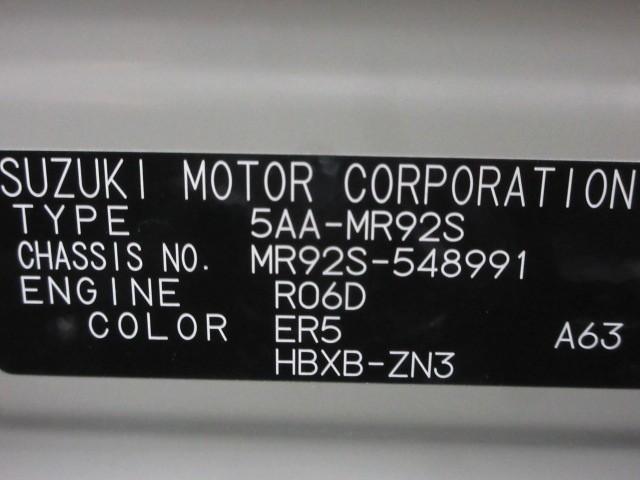 SUZUKI MOTOR CORPORATION
TYPE 5AA-MR92S
CHASSIS NO. MR92S-548991
ENGINE R06D
COLOR ER5 A63
HBXB-ZN3